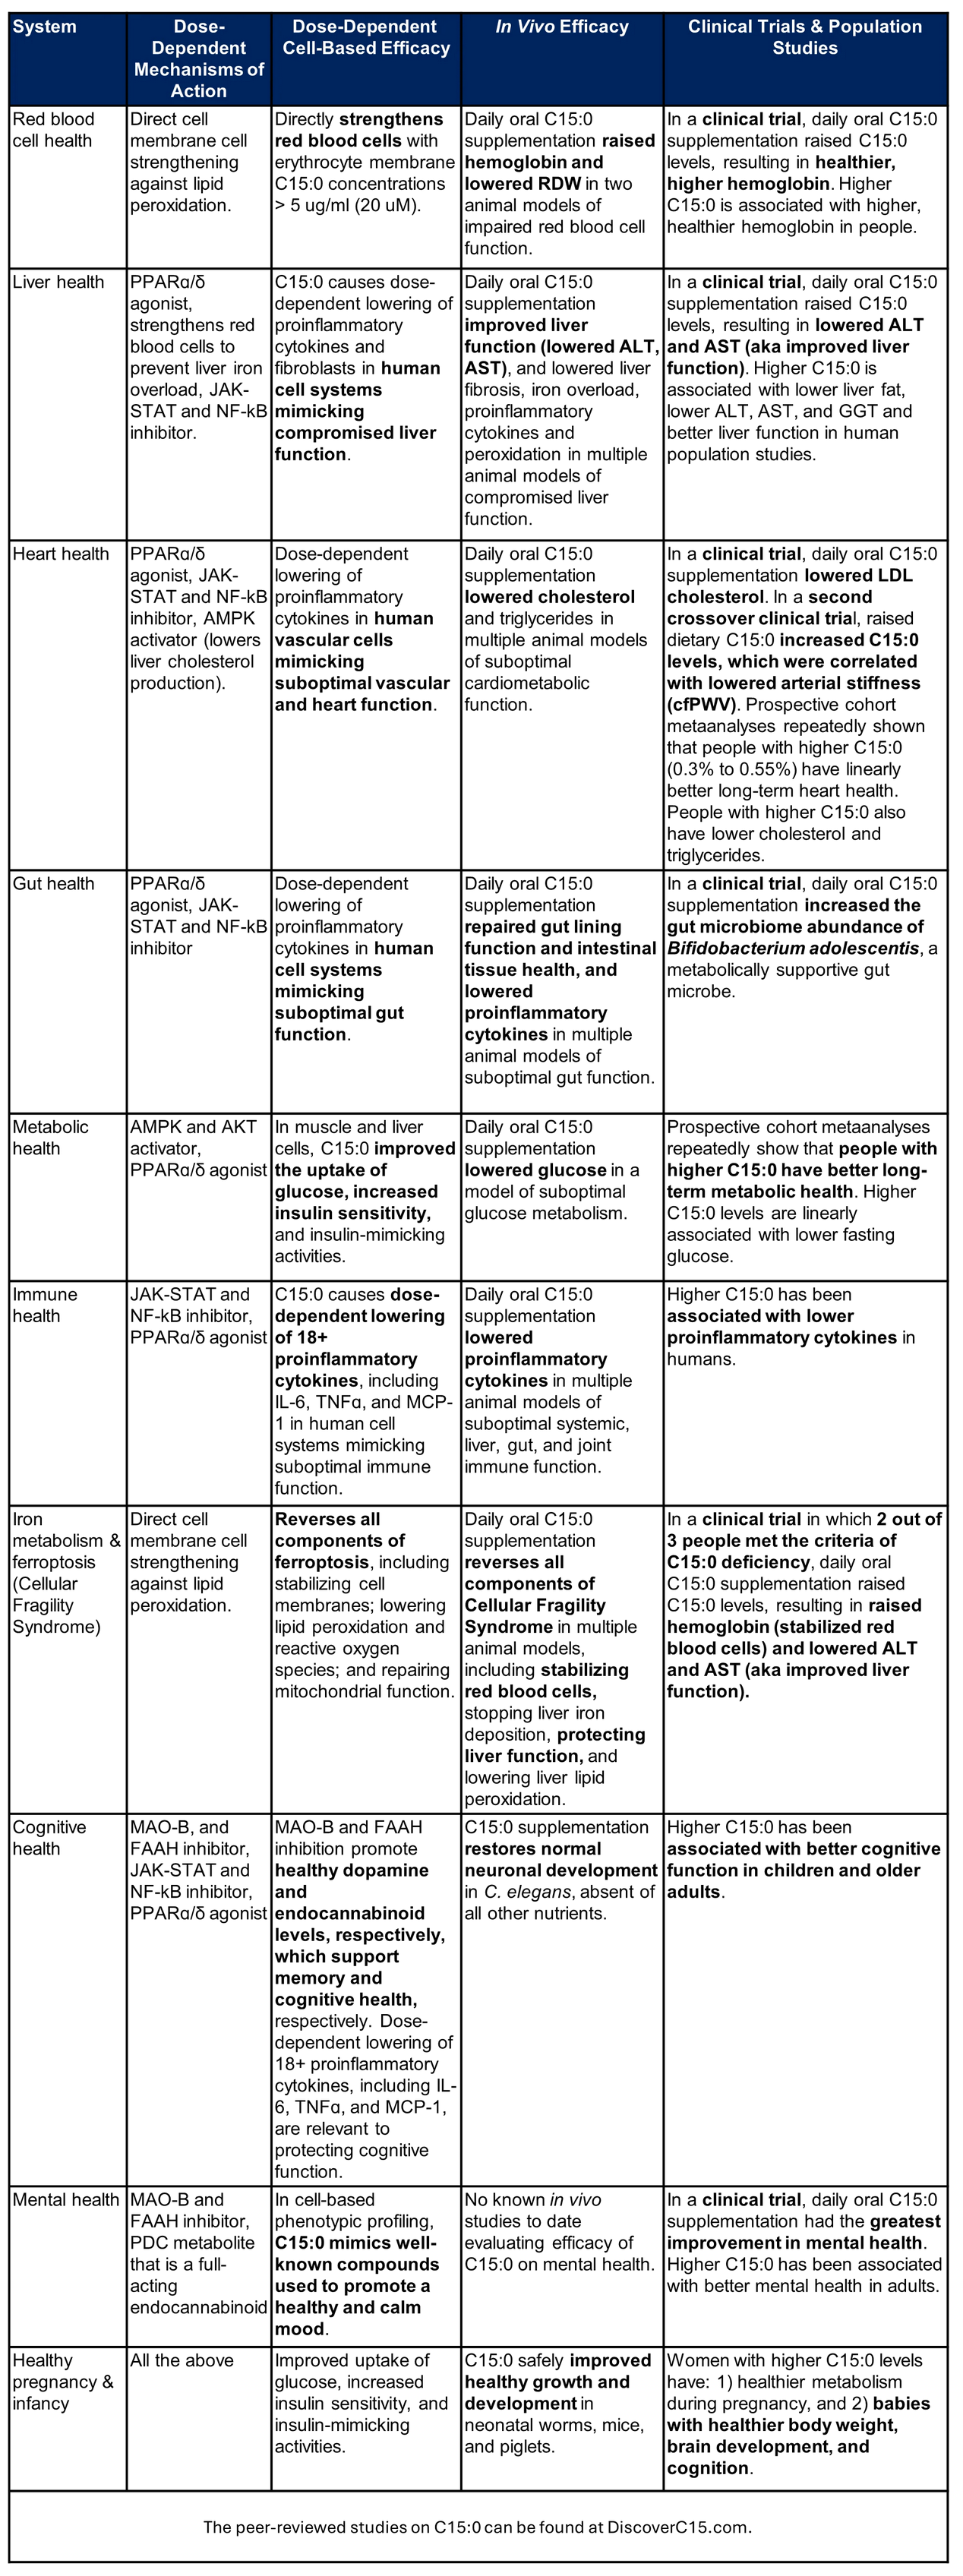 System
Dose-
Dependent
Mechanisms of
Action
Dose-Dependent
Cell-Based Efficacy
In Vivo Efficacy
Clinical Trials & Population
Studies
Red blood
cell health
Direct cell
membrane cell
strengthening
against lipid
peroxidation.
Directly strengthens
red blood cells with
erythrocyte membrane
C15:0 concentrations
> 5 ug/ml (20 uM).
Daily oral C15:0
supplementation raised
hemoglobin and
lowered RDW in two
animal models of
impaired red blood cell
function.
In a clinical trial, daily oral C15:0
supplementation raised C15:0
levels, resulting in healthier,
higher hemoglobin. Higher
C15:0 is associated with higher,
healthier hemoglobin in people.
Liver health
PPARɑ/δ
agonist,
strengthens red
blood cells to
prevent liver iron
overload, JAK-
STAT and NF-kB
inhibitor.
C15:0 causes dose-
dependent lowering of
proinflammatory
cytokines and
fibroblasts in human
cell systems
mimicking
compromised liver
function.
Daily oral C15:0
supplementation
improved liver
function (lowered ALT,
AST), and lowered liver
fibrosis, iron overload,
proinflammatory
cytokines and
peroxidation in multiple
animal models of
compromised liver
function.
In a clinical trial, daily oral C15:0
supplementation raised C15:0
levels, resulting in lowered ALT
and AST (aka improved liver
function). Higher C15:0 is
associated with lower liver fat,
lower ALT, AST, and GGT and
better liver function in human
population studies.
Heart health
PPARɑ/δ
agonist, JAK-
STAT and NF-kB
inhibitor, AMPK
activator (lowers
liver cholesterol
production).
Dose-dependent
lowering of
proinflammatory
cytokines in human
vascular cells
mimicking
suboptimal vascular
and heart function.
Daily oral C15:0
supplementation
lowered cholesterol
and triglycerides in
multiple animal models
of suboptimal
cardiometabolic
function.
In a clinical trial, daily oral C15:0
supplementation lowered LDL
cholesterol. In a second
crossover clinical trial, raised
dietary C15:0 increased C15:0
levels, which were correlated
with lowered arterial stiffness
(cfPWV). Prospective cohort
metaanalyses repeatedly shown
that people with higher C15:0
(0.3% to 0.55%) have linearly
better long-term heart health.
People with higher C15:0 also
have lower cholesterol and
triglycerides.
Gut health
PPARɑ/δ
agonist, JAK-
STAT and NF-kB
inhibitor
Dose-dependent
lowering of
proinflammatory
cytokines in human
cell systems
mimicking
suboptimal gut
function.
Daily oral C15:0
supplementation
repaired gut lining
function and intestinal
tissue health, and
lowered
proinflammatory
cytokines in multiple
animal models of
suboptimal gut function.
In a clinical trial, daily oral C15:0
supplementation increased the
gut microbiome abundance of
Bifidobacterium adolescentis, a
metabolically supportive gut
microbe.
Metabolic
health
AMPK and AKT
activator,
PPARɑ/δ agonist
In muscle and liver
cells, C15:0 improved
the uptake of
glucose, increased
insulin sensitivity,
and insulin-mimicking
activities.
Daily oral C15:0
supplementation
lowered glucose in a
model of suboptimal
glucose metabolism.
Prospective cohort metaanalyses
repeatedly show that people with
higher C15:0 have better long-
term metabolic health. Higher
C15:0 levels are linearly
associated with lower fasting
glucose.
Immune
health
JAK-STAT and
NF-kB inhibitor,
PPARɑ/δ agonist
C15:0 causes dose-
dependent lowering
of 18+
proinflammatory
cytokines, including
IL-6, TNFɑ, and MCP-
1 in human cell
systems mimicking
suboptimal immune
function.
Daily oral C15:0
supplementation
lowered
proinflammatory
cytokines in multiple
animal models of
suboptimal systemic,
liver, gut, and joint
immune function.
Higher C15:0 has been
associated with lower
proinflammatory cytokines in
humans.
Iron
metabolism &
ferroptosis
(Cellular
Fragility
Syndrome)
Direct cell
membrane cell
strengthening
against lipid
peroxidation.
Reverses all
components of
ferroptosis, including
stabilizing cell
membranes; lowering
lipid peroxidation and
reactive oxygen
species; and repairing
mitochondrial function.
Daily oral C15:0
supplementation
reverses all
components of
Cellular Fragility
Syndrome in multiple
animal models,
including stabilizing
red blood cells,
stopping liver iron
deposition, protecting
liver function, and
lowering liver lipid
peroxidation.
In a clinical trial in which 2 out of
3 people met the criteria of
C15:0 deficiency, daily oral
C15:0 supplementation raised
C15:0 levels, resulting in raised
hemoglobin (stabilized red
blood cells) and lowered ALT
and AST (aka improved liver
function).
Cognitive
health
MAO-B, and
FAAH inhibitor,
JAK-STAT and
NF-kB inhibitor,
PPARɑ/δ agonist
MAO-B and FAAH
inhibition promote
healthy dopamine
and
endocannabinoid
levels, respectively,
which support
memory and
cognitive health,
respectively. Dose-
dependent lowering of
18+ proinflammatory
cytokines, including IL-
6, TNFɑ, and MCP-1,
are relevant to
protecting cognitive
function.
C15:0 supplementation
restores normal
neuronal development
in C. elegans, absent of
all other nutrients.
Higher C15:0 has been
associated with better cognitive
function in children and older
adults.
Mental health
MAO-B and
FAAH inhibitor,
PDC metabolite
that is a full-
acting
endocannabinoid
In cell-based
phenotypic profiling,
C15:0 mimics well-
known compounds
used to promote a
healthy and calm
mood.
No known in vivo
studies to date
evaluating efficacy of
C15:0 on mental health.
In a clinical trial, daily oral C15:0
supplementation had the greatest
improvement in mental health.
Higher C15:0 has been associated
with better mental health in adults.
Healthy
pregnancy &
infancy
All the above
Improved uptake of
glucose, increased
insulin sensitivity, and
insulin-mimicking
activities.
C15:0 safely improved
healthy growth and
development in
neonatal worms, mice,
and piglets.
Women with higher C15:0 levels
have: 1) healthier metabolism
during pregnancy, and 2) babies
with healthier body weight,
brain development, and
cognition.
The peer-reviewed studies on C15:0 can be found at DiscoverC15.com.